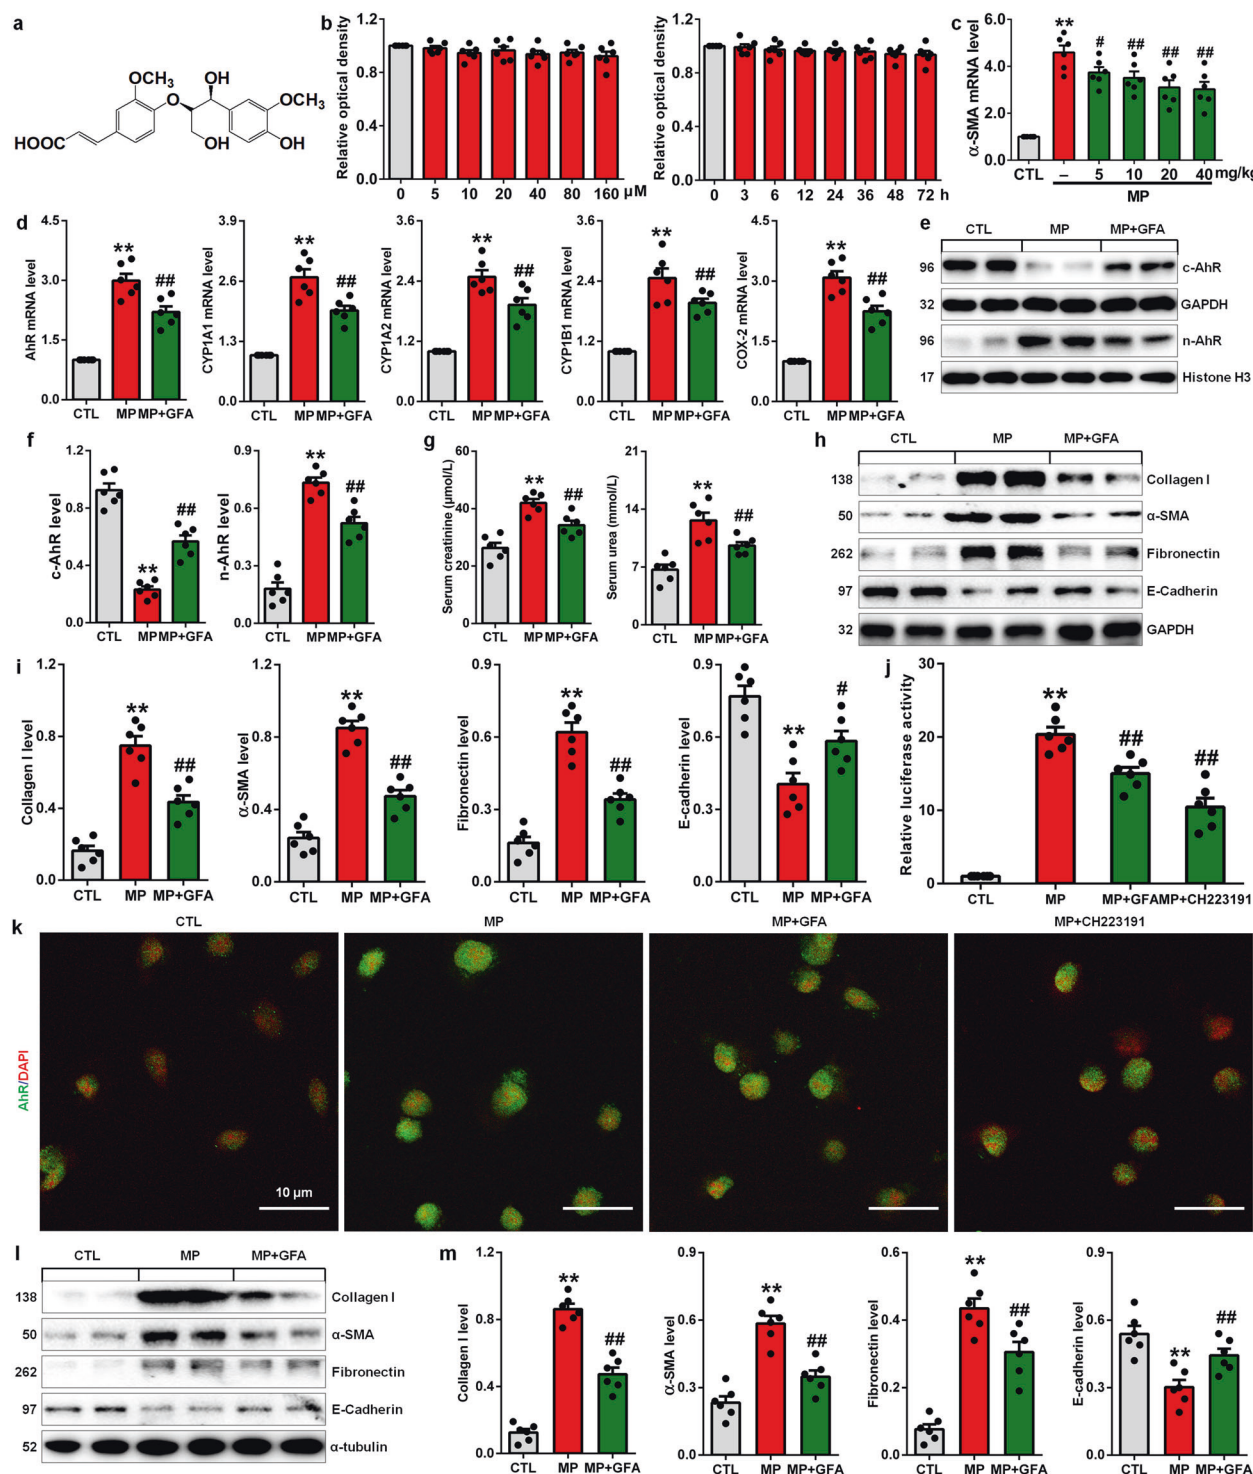 a
OCH₃
OH
O
OCH₃
HOOC
HO
OH
b
Relative optical density
1.2
0.8
0.4
0.0
0 5 10 20 40 80 160 μM
Relative optical density
1.2
0.8
0.4
0.0
0 3 6 12 24 36 48 72 h
c
α-SMA mRNA level
6.0
4.0
2.0
0.0
** # ## ## ##
CTL – 5 10 20 40 mg/kg
MP
d
AhR mRNA level
4.5
3.0
1.5
0.0
** ##
CTL MP MP+GFA
CYP1A1 mRNA level
3.9
2.6
1.3
0.0
** ##
CTL MP MP+GFA
CYP1A2 mRNA level
3.6
2.4
1.2
0.0
** ##
CTL MP MP+GFA
CYP1B1 mRNA level
3.6
2.4
1.2
0.0
** ##
CTL MP MP+GFA
COX-2 mRNA level
4.5
3.0
1.5
0.0
** ##
CTL MP MP+GFA
e
CTL MP MP+GFA
96 c-AhR
32 GAPDH
96 n-AhR
17 Histone H3
f
c-AhR level
1.2
0.8
0.4
0.0
** ##
CTL MP MP+GFA
n-AhR level
0.9
0.6
0.3
0.0
** ##
CTL MP MP+GFA
g
Serum creatinine (μmol/L)
60
40
20
0
** ##
CTL MP MP+GFA
Serum urea (mmol/L)
21
14
7
0
** ##
CTL MP MP+GFA
h
CTL MP MP+GFA
138 Collagen I
50 α-SMA
262 Fibronectin
97 E-Cadherin
32 GAPDH
i
Collagen I level
1.2
0.8
0.4
0.0
** ##
CTL MP MP+GFA
α-SMA level
1.2
0.8
0.4
0.0
** ##
CTL MP MP+GFA
Fibronectin level
0.9
0.6
0.3
0.0
** ##
CTL MP MP+GFA
E-cadherin level
0.9
0.6
0.3
0.0
** #
CTL MP MP+GFA
j
Relative luciferase activity
30
20
10
0
** ## ##
CTL MP MP+GFA MP+CH223191
k
CTL MP MP+GFA MP+CH223191
AhR/DAPI
10 μm
l
CTL MP MP+GFA
138 Collagen I
50 α-SMA
262 Fibronectin
97 E-Cadherin
52 α-tubulin
m
Collagen I level
1.2
0.8
0.4
0.0
** ##
CTL MP MP+GFA
α-SMA level
0.9
0.6
0.3
0.0
** ##
CTL MP MP+GFA
Fibronectin level
0.6
0.4
0.2
0.0
** ##
CTL MP MP+GFA
E-cadherin level
0.9
0.6
0.3
0.0
** ##
CTL MP MP+GFA